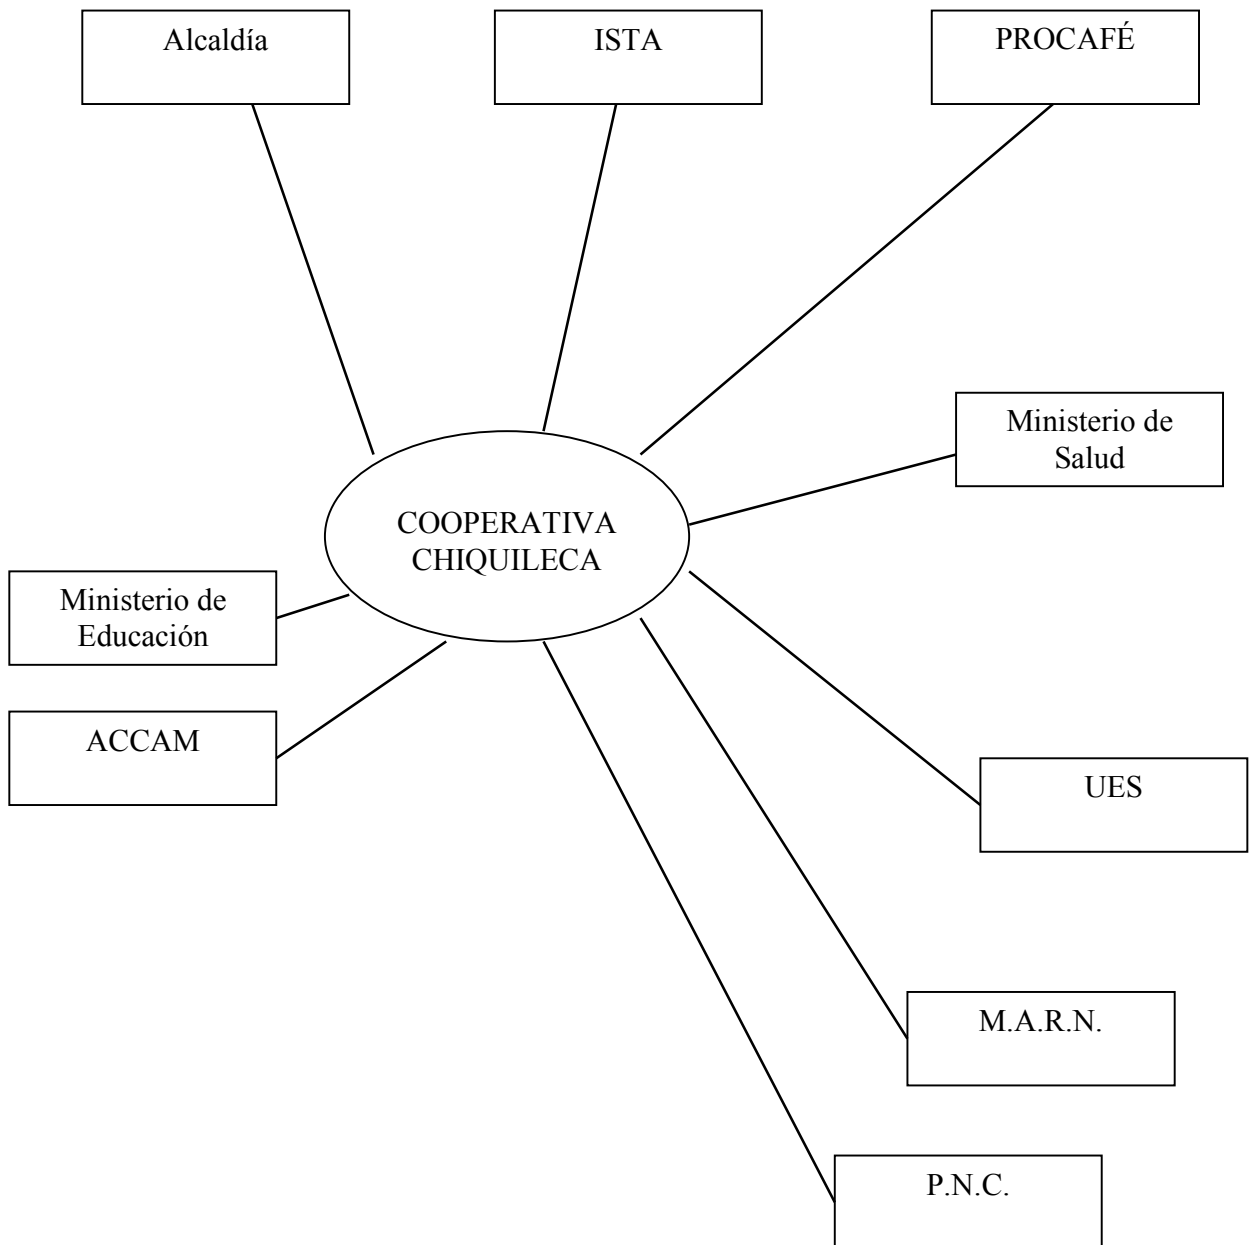 Alcaldía
ISTA
PROCAFÉ
Ministerio de
Salud
COOPERATIVA
CHIQUILECA
Ministerio de
Educación
ACCAM
UES
M.A.R.N.
P.N.C.